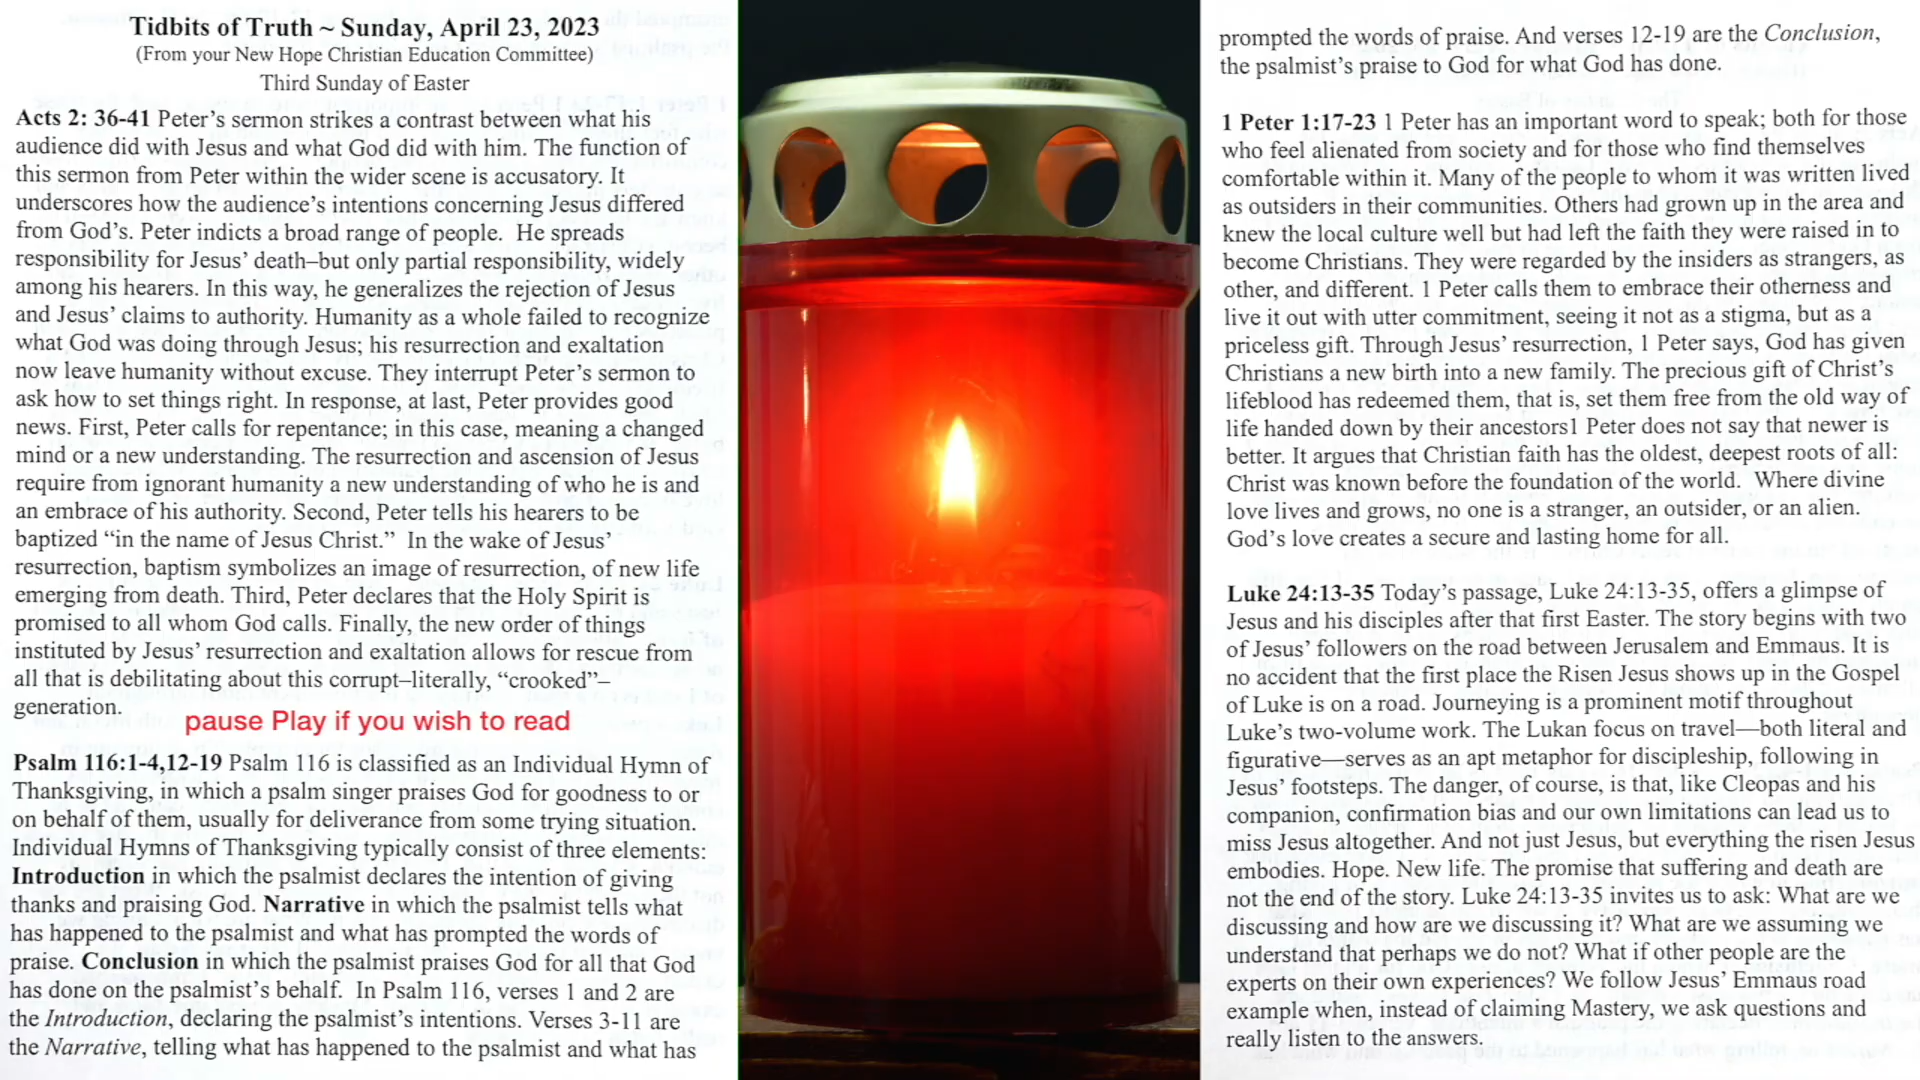 Tidbits of Truth ~ Sunday, April 23, 2023
(From your New Hope Christian Education Committee)
Third Sunday of Easter
Acts 2: 36-41 Peter’s sermon strikes a contrast between what his
audience did with Jesus and what God did with him. The function of
this sermon from Peter within the wider scene is accusatory. It
underscores how the audience’s intentions concerning Jesus differed
from God’s. Peter indicts a broad range of people.  He spreads
responsibility for Jesus’ death–but only partial responsibility, widely
among his hearers. In this way, he generalizes the rejection of Jesus
and Jesus’ claims to authority. Humanity as a whole failed to recognize
what God was doing through Jesus; his resurrection and exaltation
now leave humanity without excuse. They interrupt Peter’s sermon to
ask how to set things right. In response, at last, Peter provides good
news. First, Peter calls for repentance; in this case, meaning a changed
mind or a new understanding. The resurrection and ascension of Jesus
require from ignorant humanity a new understanding of who he is and
an embrace of his authority. Second, Peter tells his hearers to be
baptized “in the name of Jesus Christ.”  In the wake of Jesus’
resurrection, baptism symbolizes an image of resurrection, of new life
emerging from death. Third, Peter declares that the Holy Spirit is
promised to all whom God calls. Finally, the new order of things
instituted by Jesus’ resurrection and exaltation allows for rescue from
all that is debilitating about this corrupt–literally, “crooked”–
generation.
pause Play if you wish to read
Psalm 116:1-4,12-19 Psalm 116 is classified as an Individual Hymn of
Thanksgiving, in which a psalm singer praises God for goodness to or
on behalf of them, usually for deliverance from some trying situation.
Individual Hymns of Thanksgiving typically consist of three elements:
Introduction in which the psalmist declares the intention of giving
thanks and praising God. Narrative in which the psalmist tells what
has happened to the psalmist and what has prompted the words of
praise. Conclusion in which the psalmist praises God for all that God
has done on the psalmist’s behalf.  In Psalm 116, verses 1 and 2 are
the Introduction, declaring the psalmist’s intentions. Verses 3-11 are
the Narrative, telling what has happened to the psalmist and what has
prompted the words of praise. And verses 12-19 are the Conclusion,
the psalmist’s praise to God for what God has done.
1 Peter 1:17-23 1 Peter has an important word to speak; both for those
who feel alienated from society and for those who find themselves
comfortable within it. Many of the people to whom it was written lived
as outsiders in their communities. Others had grown up in the area and
knew the local culture well but had left the faith they were raised in to
become Christians. They were regarded by the insiders as strangers, as
other, and different. 1 Peter calls them to embrace their otherness and
live it out with utter commitment, seeing it not as a stigma, but as a
priceless gift. Through Jesus’ resurrection, 1 Peter says, God has given
Christians a new birth into a new family. The precious gift of Christ’s
lifeblood has redeemed them, that is, set them free from the old way of
life handed down by their ancestors1 Peter does not say that newer is
better. It argues that Christian faith has the oldest, deepest roots of all:
Christ was known before the foundation of the world.  Where divine
love lives and grows, no one is a stranger, an outsider, or an alien.
God’s love creates a secure and lasting home for all.
Luke 24:13-35 Today’s passage, Luke 24:13-35, offers a glimpse of
Jesus and his disciples after that first Easter. The story begins with two
of Jesus’ followers on the road between Jerusalem and Emmaus. It is
no accident that the first place the Risen Jesus shows up in the Gospel
of Luke is on a road. Journeying is a prominent motif throughout
Luke’s two-volume work. The Lukan focus on travel—both literal and
figurative—serves as an apt metaphor for discipleship, following in
Jesus’ footsteps. The danger, of course, is that, like Cleopas and his
companion, confirmation bias and our own limitations can lead us to
miss Jesus altogether. And not just Jesus, but everything the risen Jesus
embodies. Hope. New life. The promise that suffering and death are
not the end of the story. Luke 24:13-35 invites us to ask: What are we
discussing and how are we discussing it? What are we assuming we
understand that perhaps we do not? What if other people are the
experts on their own experiences? We follow Jesus’ Emmaus road
example when, instead of claiming Mastery, we ask questions and
really listen to the answers.